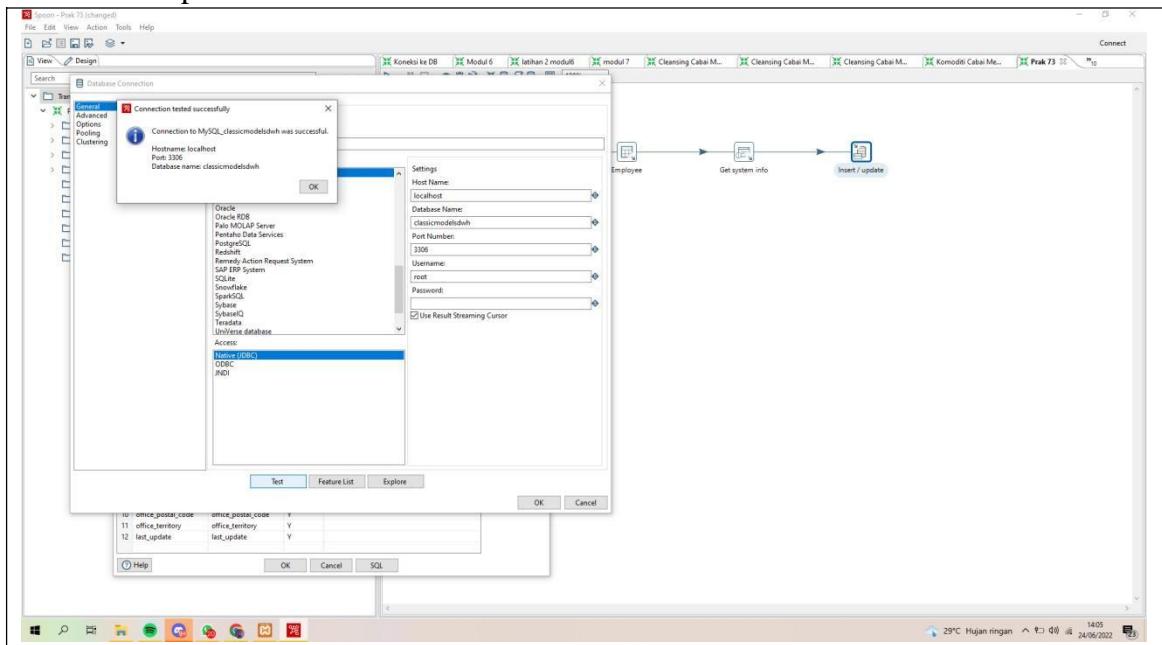 Spoon - Prak 73 (changed)
File Edit View Action Tools Help
Connect
View Design
Koneksi ke DB Modul 6 latihan 2 modul6 modul 7 Cleansing Cabai M... Cleansing Cabai M... Cleansing Cabai M... Komoditi Cabai Me... Prak 73 10
Search
Database Connection
General
Advanced
Options
Pooling
Clustering
Connection tested successfully
Connection to MySQL_classicmodelsdwh was successful.
Hostname: localhost
Port: 3306
Database name: classicmodelsdwh
OK
Oracle
Oracle RDB
Palo MOLAP Server
Pentaho Data Services
PostgreSQL
Redshift
Remedy Action Request System
SAP ERP System
SQLite
Snowflake
SparkSQL
Sybase
SybaseIQ
Teradata
UniVerse database
Access:
Native (JDBC)
ODBC
JNDI
Settings
Host Name:
localhost
Database Name:
classicmodelsdwh
Port Number:
3306
Username:
root
Password:
Use Result Streaming Cursor
Test Feature List Explore
OK Cancel
Employee Get system info Insert / update
10 office_postal_code office_postal_code Y
11 office_territory office_territory Y
12 last_update last_update Y
Help OK Cancel SQL
29°C Hujan ringan
14:05
24/06/2022